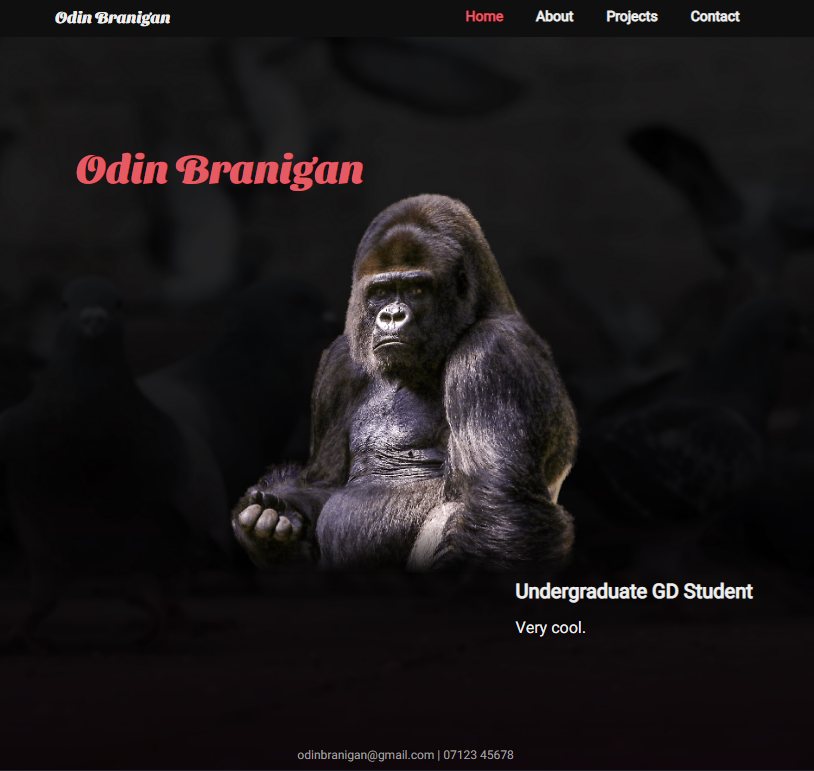 Odin Branigan
Home About Projects Contact
Odin Branigan
Undergraduate GD Student
Very cool.
odinbranigan@gmail.com | 07123 45678